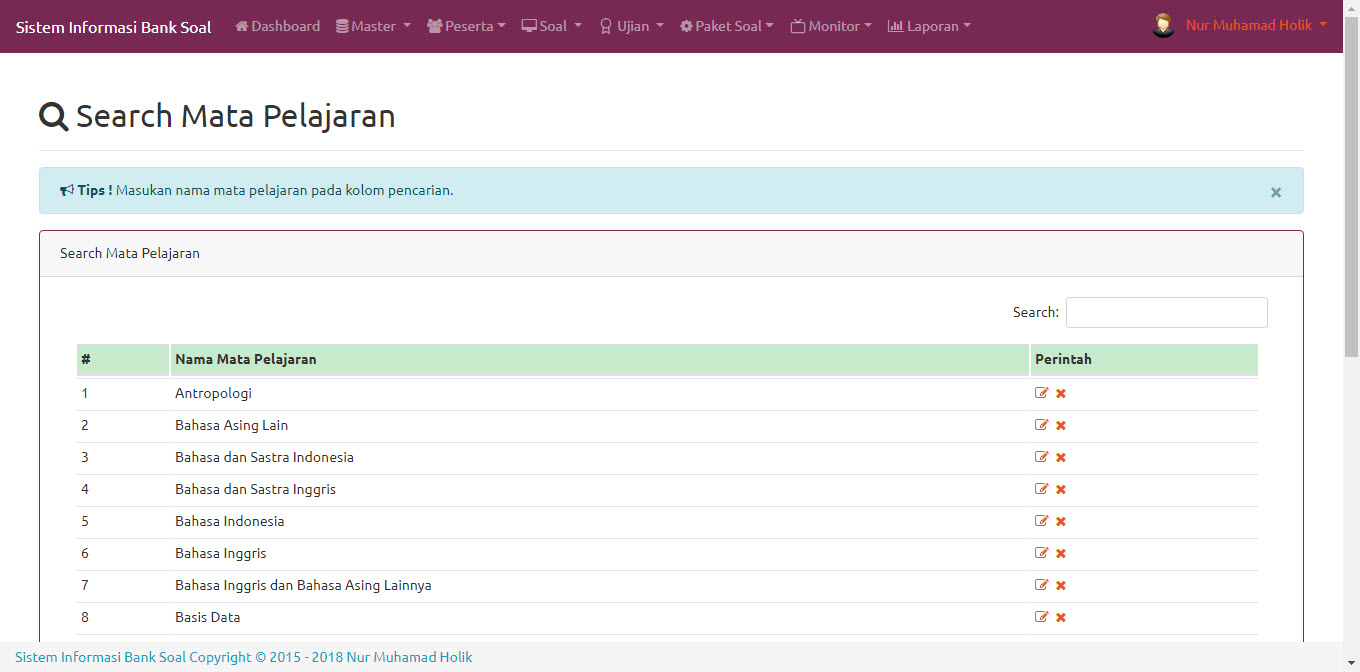 Sistem Informasi Bank Soal Dashboard Master Peserta Soal Ujian Paket Soal Monitor Laporan Nur Muhamad Holik
Search Mata Pelajaran
Tips ! Masukan nama mata pelajaran pada kolom pencarian. ×
Search Mata Pelajaran
Search:
# Nama Mata Pelajaran Perintah
1 Antropologi
2 Bahasa Asing Lain
3 Bahasa dan Sastra Indonesia
4 Bahasa dan Sastra Inggris
5 Bahasa Indonesia
6 Bahasa Inggris
7 Bahasa Inggris dan Bahasa Asing Lainnya
8 Basis Data
Sistem Informasi Bank Soal Copyright © 2015 - 2018 Nur Muhamad Holik